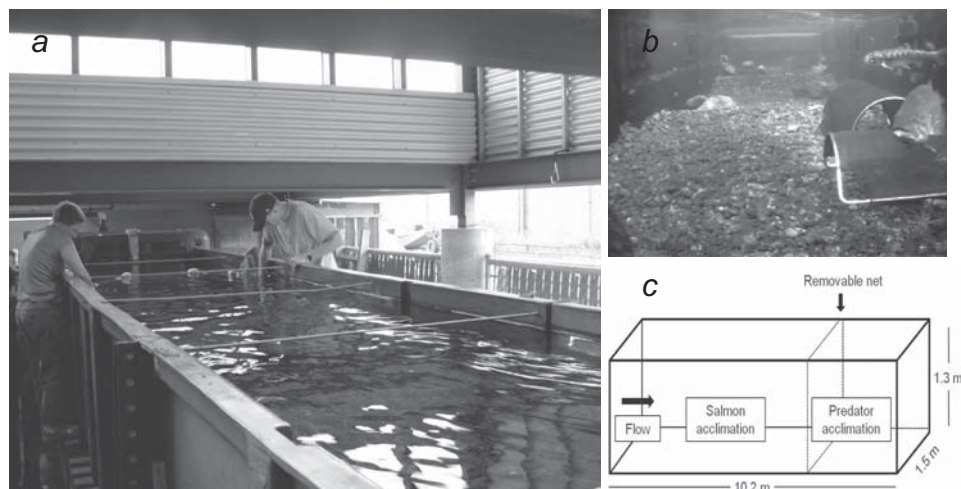 a
b
c
Removable net
Flow
Salmon
acclimation
Predator
acclimation
1.3 m
1.5 m
10.2 m